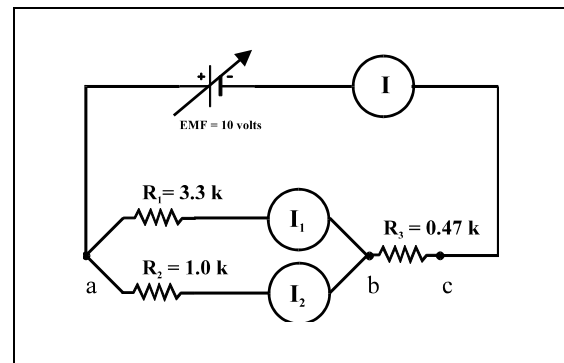 + -
I
EMF = 10 volts
R₁= 3.3 k
I₁
R₃ = 0.47 k
R₂ = 1.0 k
I₂
a
b
c